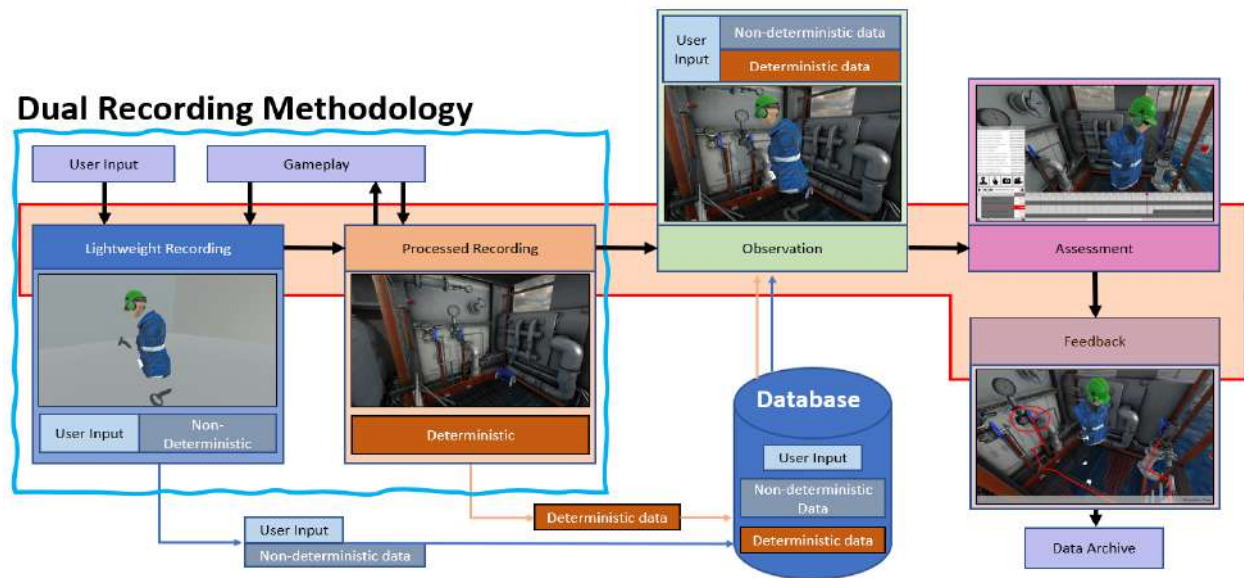 User
Input
Non-deterministic data
Deterministic data
Dual Recording Methodology
User Input
Gameplay
Lightweight Recording
Processed Recording
Observation
Assessment
User Input
Non-
Deterministic
Deterministic
Feedback
Database
User Input
Non-deterministic
Data
Deterministic data
Deterministic data
User Input
Non-deterministic data
Data Archive